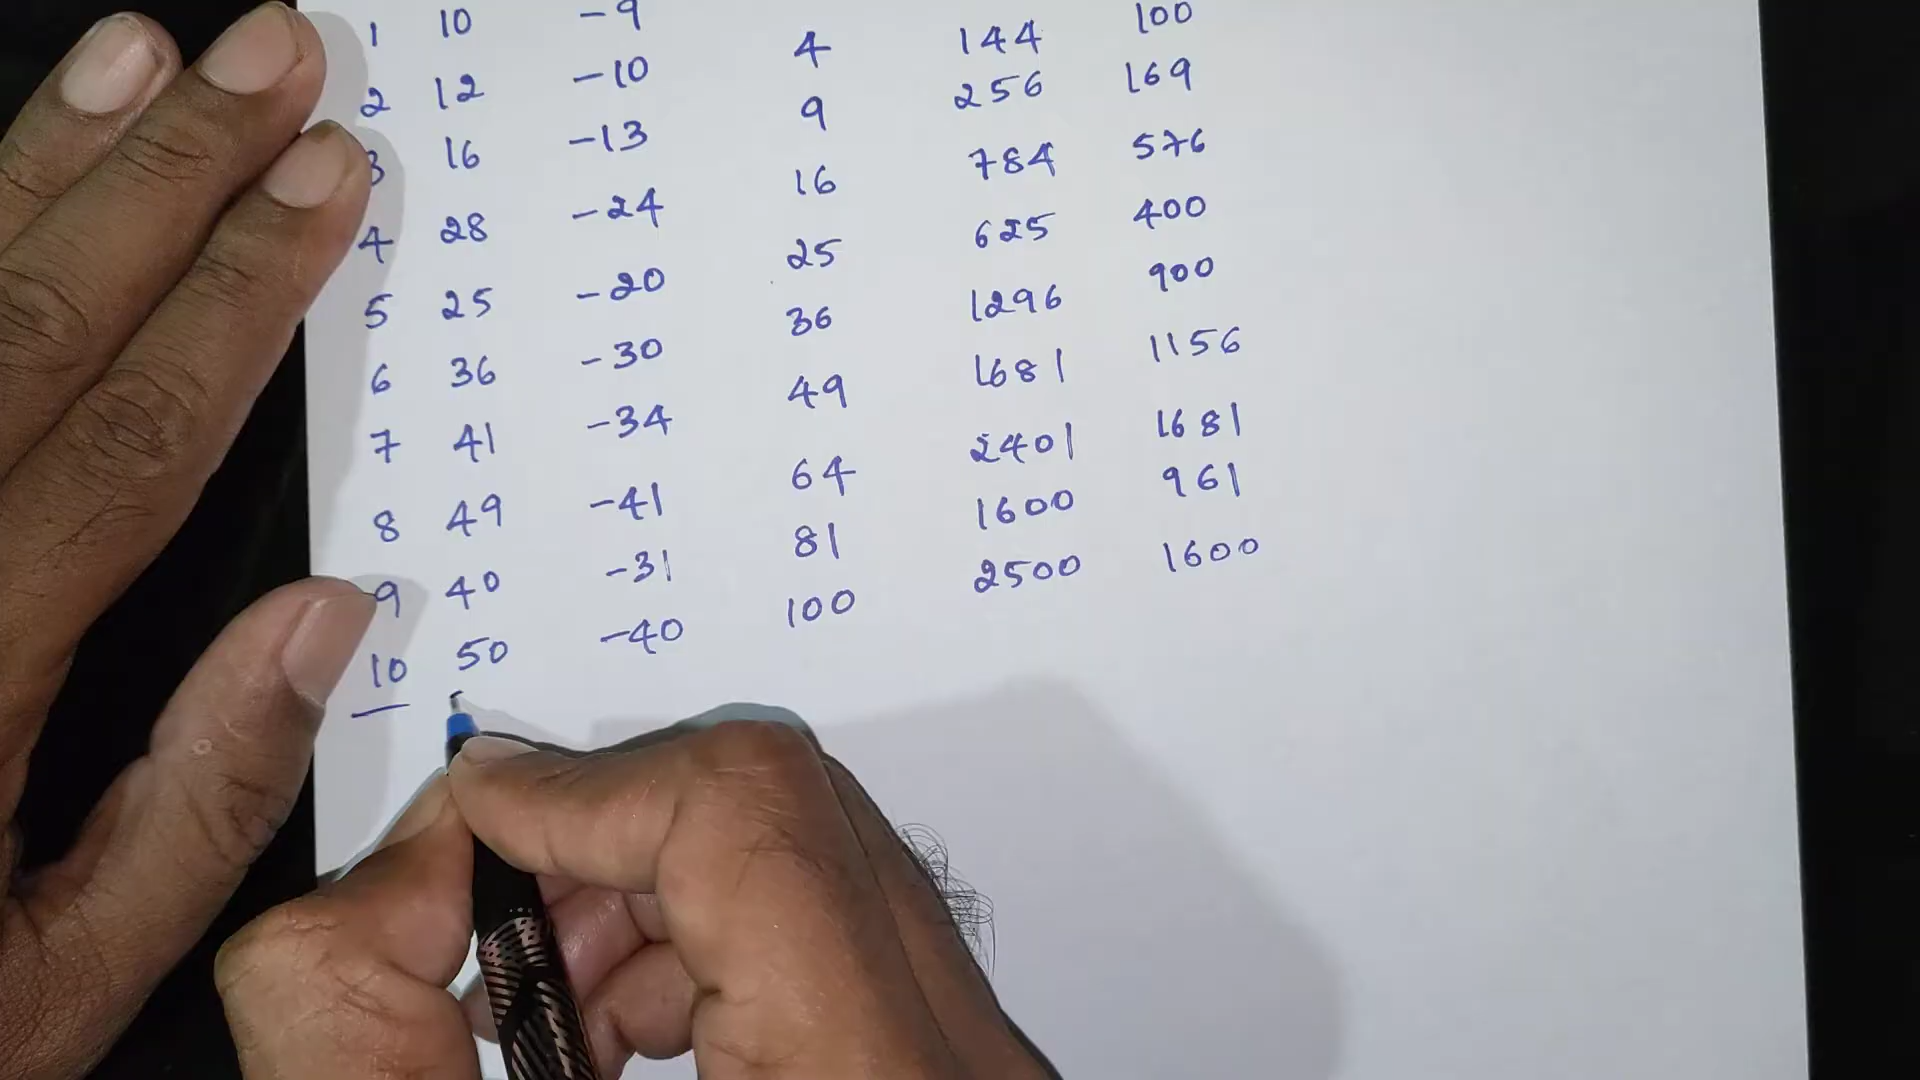 1 10 -9
2 12 -10 4 144 100
3 16 -13 9 256 169
4 28 -24 16 784 576
5 25 -20 25 625 400
6 36 -30 36 1296 900
7 41 -34 49 1681 1156
8 49 -41 64 2401 1681
9 40 -31 81 1600 961
10 50 -40 100 2500 1600